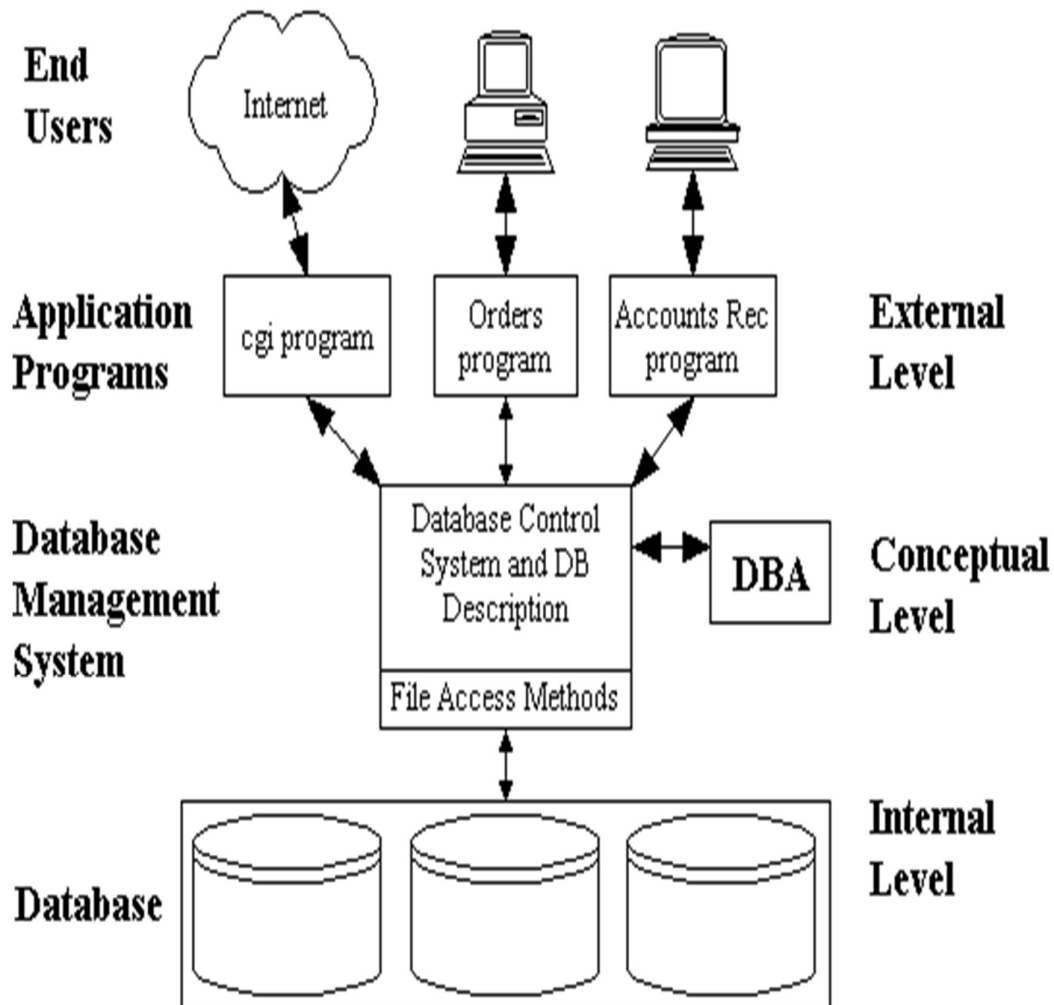 End
Users
Internet
Application
Programs
cgi program
Orders
program
Accounts Rec
program
External
Level
Database
Management
System
Database Control
System and DB
Description
File Access Methods
DBA
Conceptual
Level
Database
Internal
Level